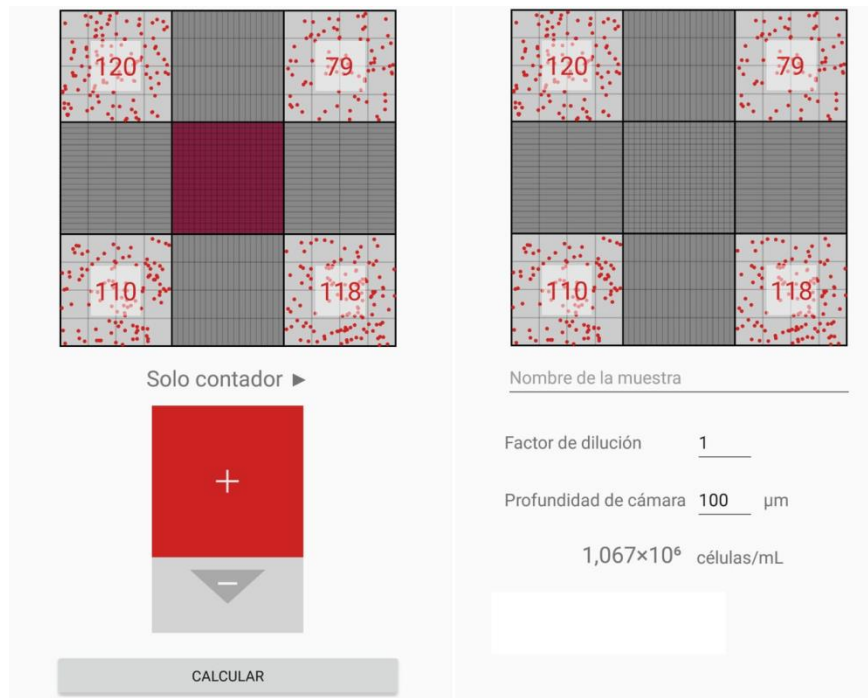 120
79
110
118
Solo contador ►
+
−
CALCULAR
120
79
110
118
Nombre de la muestra
Factor de dilución 1
Profundidad de cámara 100 µm
1,067×10⁶ células/mL